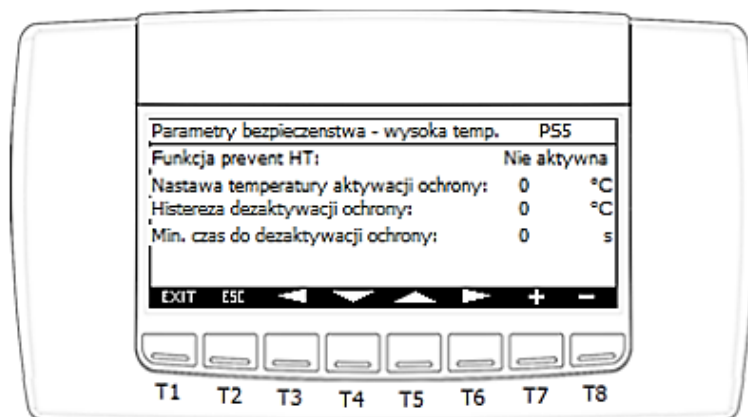 Parametry bezpieczenstwa - wysoka temp. PS5
Funkcja prevent HT: Nie aktywna
Nastawa temperatury aktywacji ochrony: 0 °C
Histereza dezaktywacji ochrony: 0 °C
Min. czas do dezaktywacji ochrony: 0 s
EXIT ESC + -
T1 T2 T3 T4 T5 T6 T7 T8